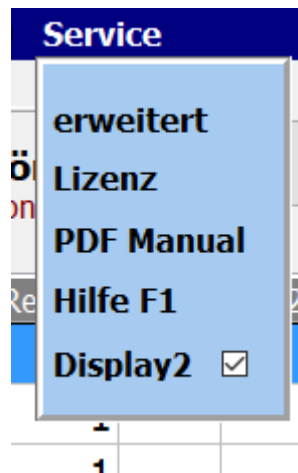 Service
erweitert
Lizenz
PDF Manual
Hilfe F1
Display2
1
1